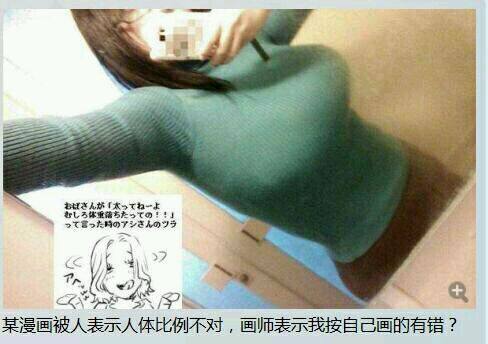 おばさんが「太ってねーよ
むしろ体重落ちたっての!!」
って言った時のアシさんのツラ
某漫画被人表示人体比例不对，画师表示我按自己画的有错？